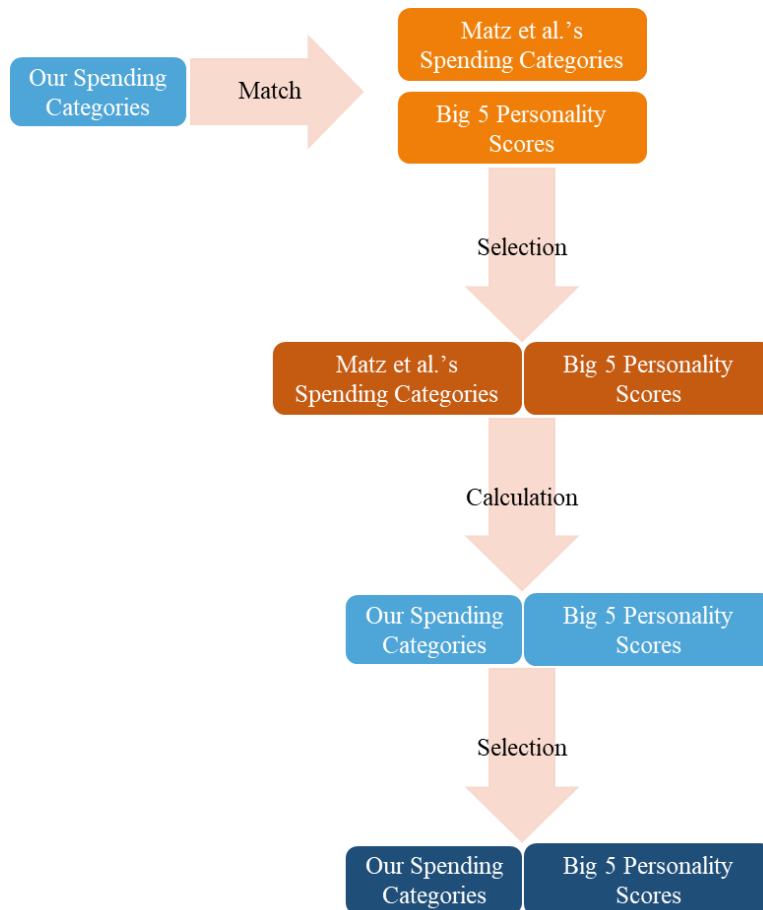 Matz et al.’s
Spending Categories
Our Spending
Categories
Match
Big 5 Personality
Scores
Selection
Matz et al.’s
Spending Categories
Big 5 Personality
Scores
Calculation
Our Spending
Categories
Big 5 Personality
Scores
Selection
Our Spending
Categories
Big 5 Personality
Scores